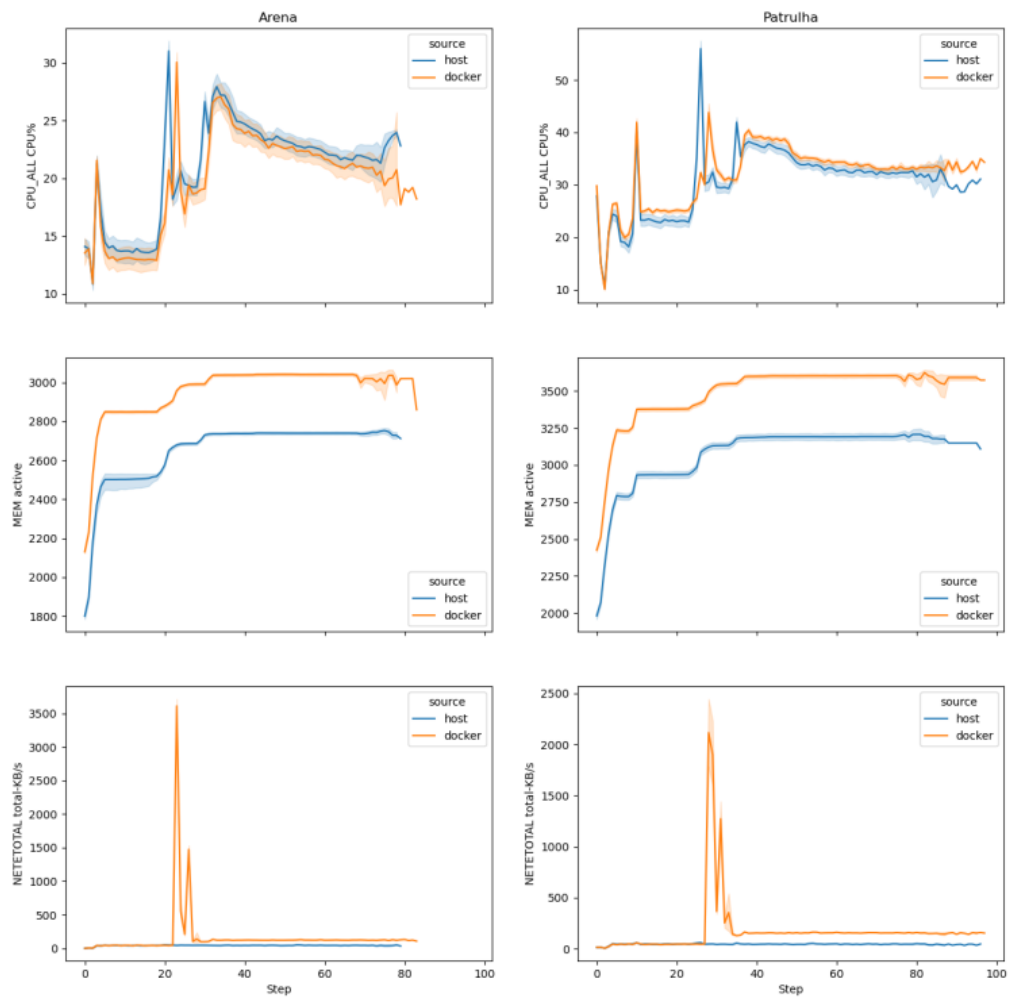 Arena
CPU_ALL CPU%
30
25
20
15
10
source
host
docker
Patrulha
CPU_ALL CPU%
50
40
30
20
10
source
host
docker
MEM active
3000
2800
2600
2400
2200
2000
1800
source
host
docker
MEM active
3500
3250
3000
2750
2500
2250
2000
source
host
docker
NETETOTAL total-KB/s
3500
3000
2500
2000
1500
1000
500
0
source
host
docker
0 20 40 60 80 100
Step
NETETOTAL total-KB/s
2500
2000
1500
1000
500
0
source
host
docker
0 20 40 60 80 100
Step